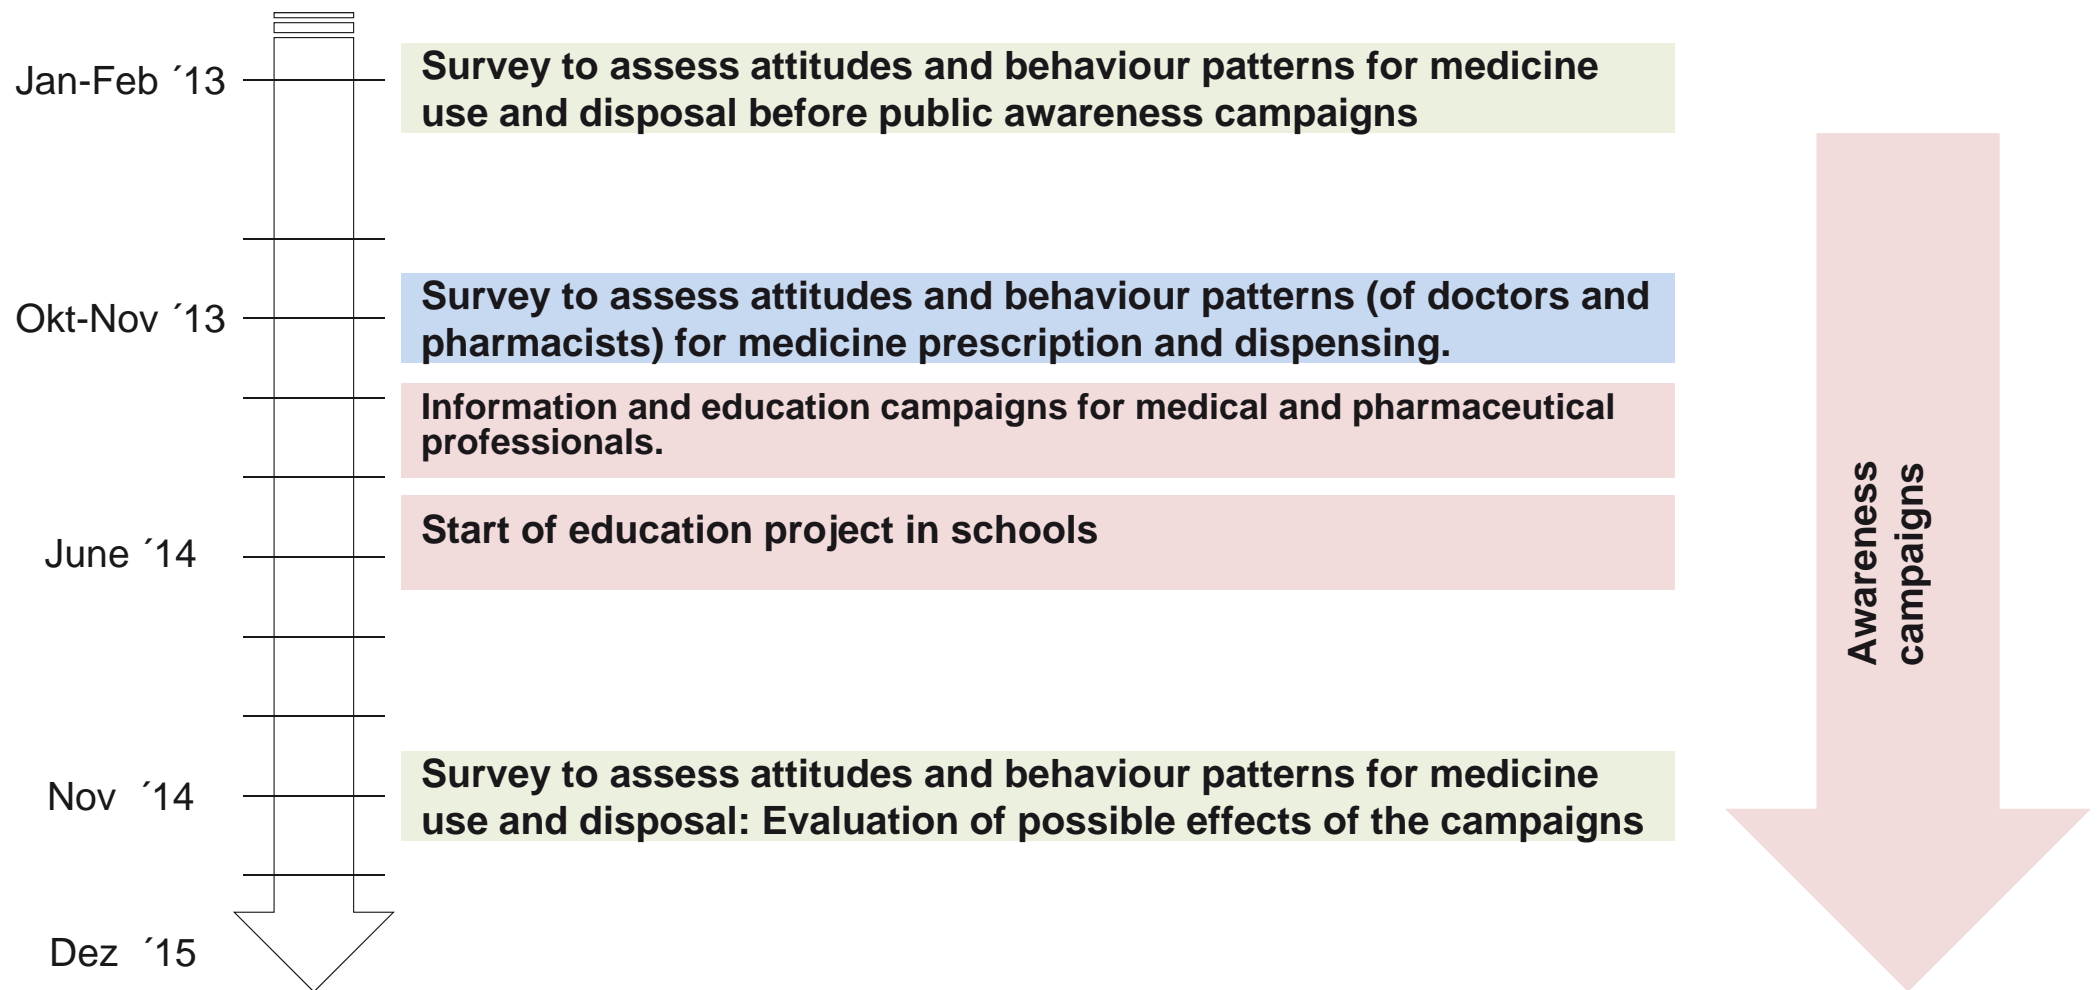 Jan-Feb ´13
Survey to assess attitudes and behaviour patterns for medicine
use and disposal before public awareness campaigns
Okt-Nov ´13
Survey to assess attitudes and behaviour patterns (of doctors and
pharmacists) for medicine prescription and dispensing.
Information and education campaigns for medical and pharmaceutical
professionals.
June ´14
Start of education project in schools
Nov ´14
Survey to assess attitudes and behaviour patterns for medicine
use and disposal: Evaluation of possible effects of the campaigns
Dez ´15
Awareness
campaigns